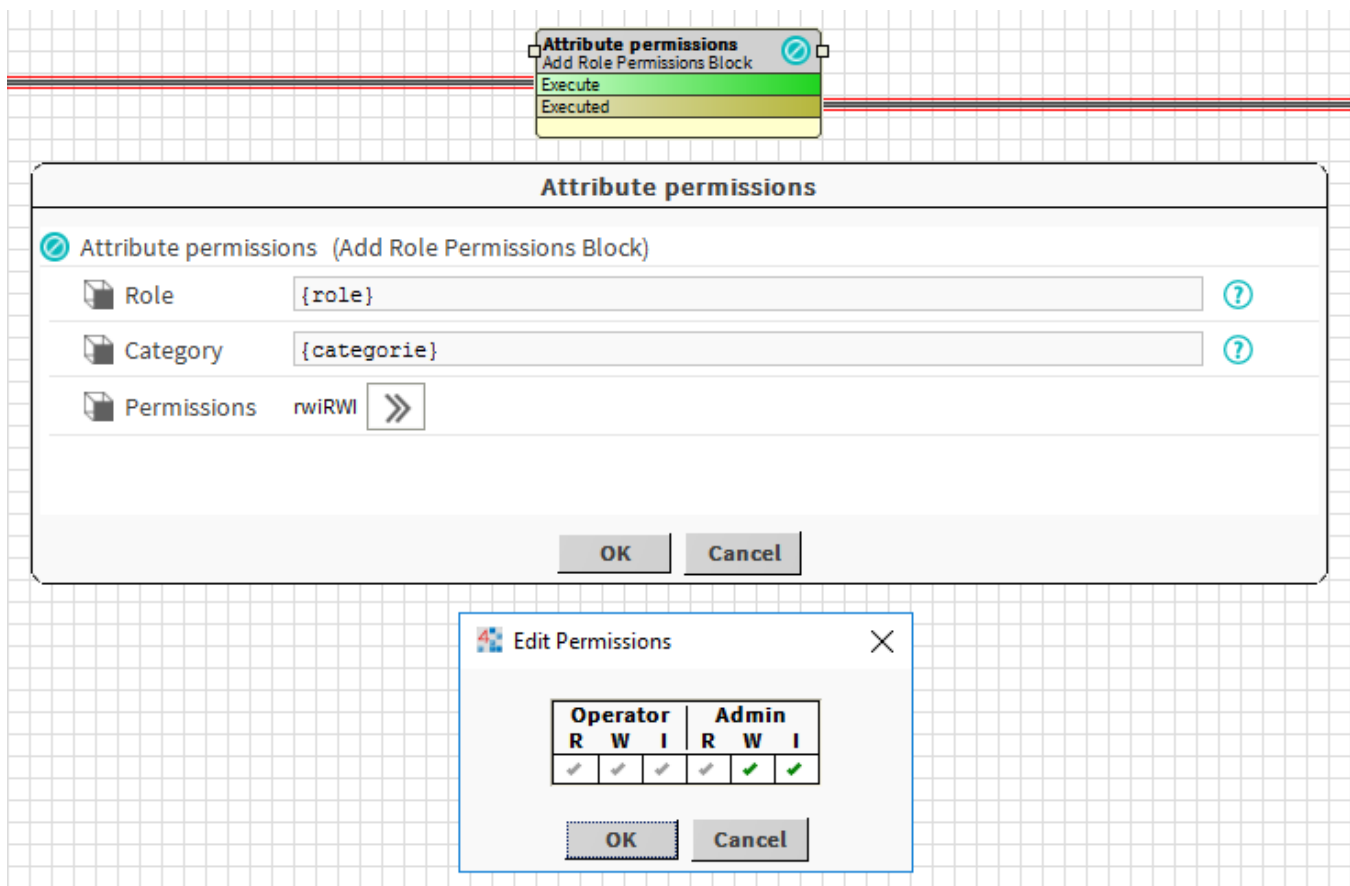 Attribute permissions
Add Role Permissions Block
Execute
Executed
Attribute permissions
Attribute permissions (Add Role Permissions Block)
Role {role} ?
Category {categorie} ?
Permissions rwiRWI
OK Cancel
4 Edit Permissions
Operator Admin
R W I R W I
OK Cancel